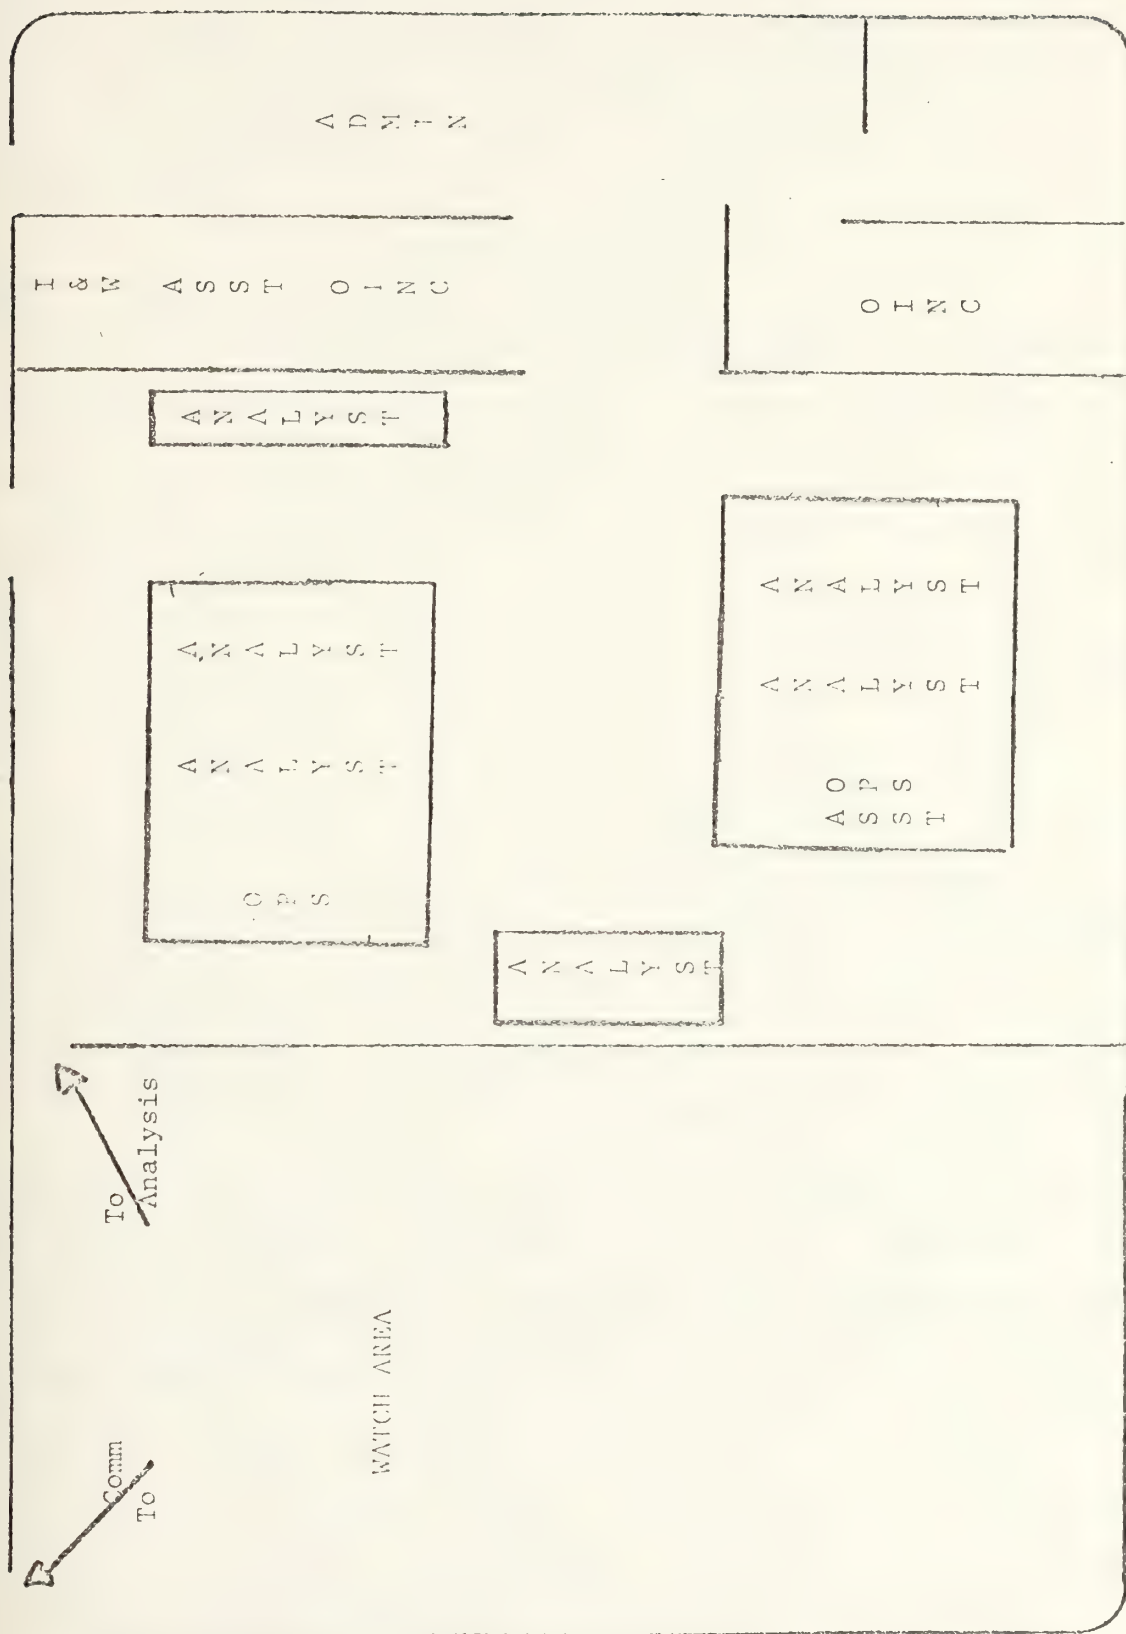 ADMIN
I&W ASST OINC
OINC
ANALYST
ANALYST
ANALYST
OPS
ANALYST
ANALYST
OPS
ASST
ANALYST
To
Analysis
WATCH AREA
Comm
To